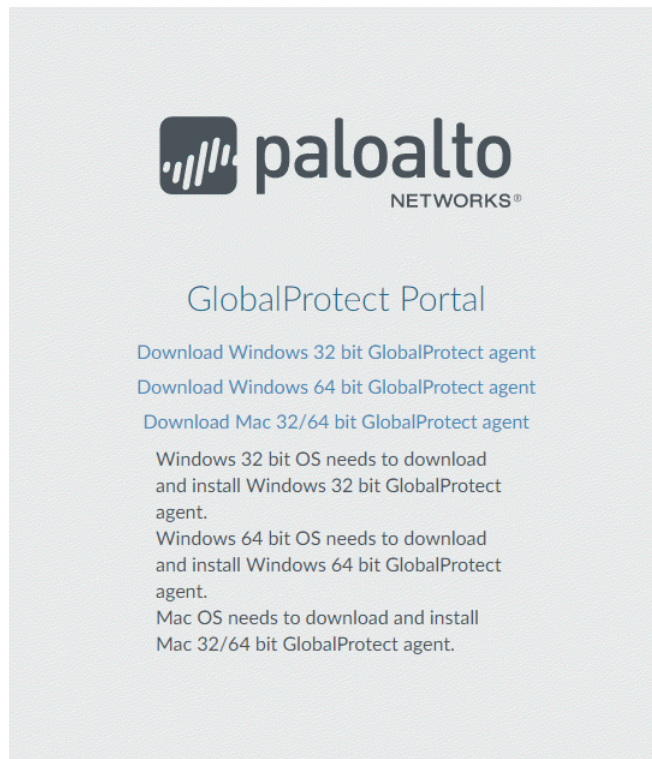 paloalto
NETWORKS®
GlobalProtect Portal
Download Windows 32 bit GlobalProtect agent
Download Windows 64 bit GlobalProtect agent
Download Mac 32/64 bit GlobalProtect agent
Windows 32 bit OS needs to download
and install Windows 32 bit GlobalProtect
agent.
Windows 64 bit OS needs to download
and install Windows 64 bit GlobalProtect
agent.
Mac OS needs to download and install
Mac 32/64 bit GlobalProtect agent.